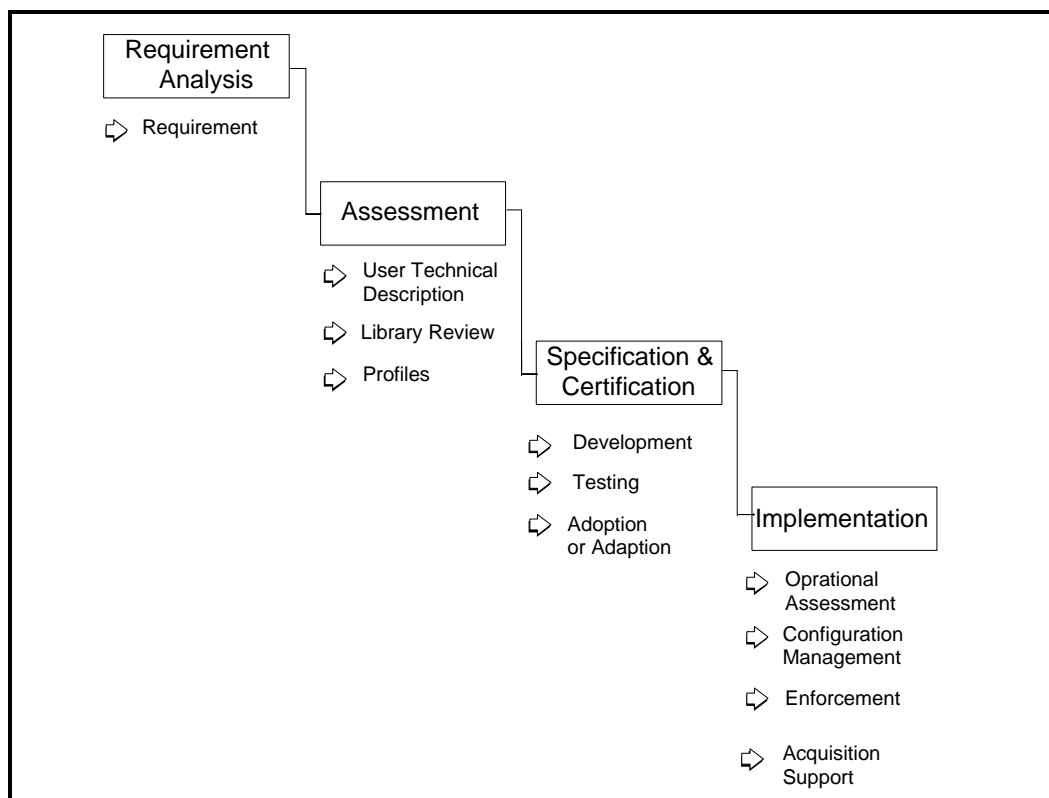 Requirement
Analysis
Requirement
Assessment
User Technical
Description
Library Review
Profiles
Specification &
Certification
Development
Testing
Adoption
or Adaption
Implementation
Oprational
Assessment
Configuration
Management
Enforcement
Acquisition
Support